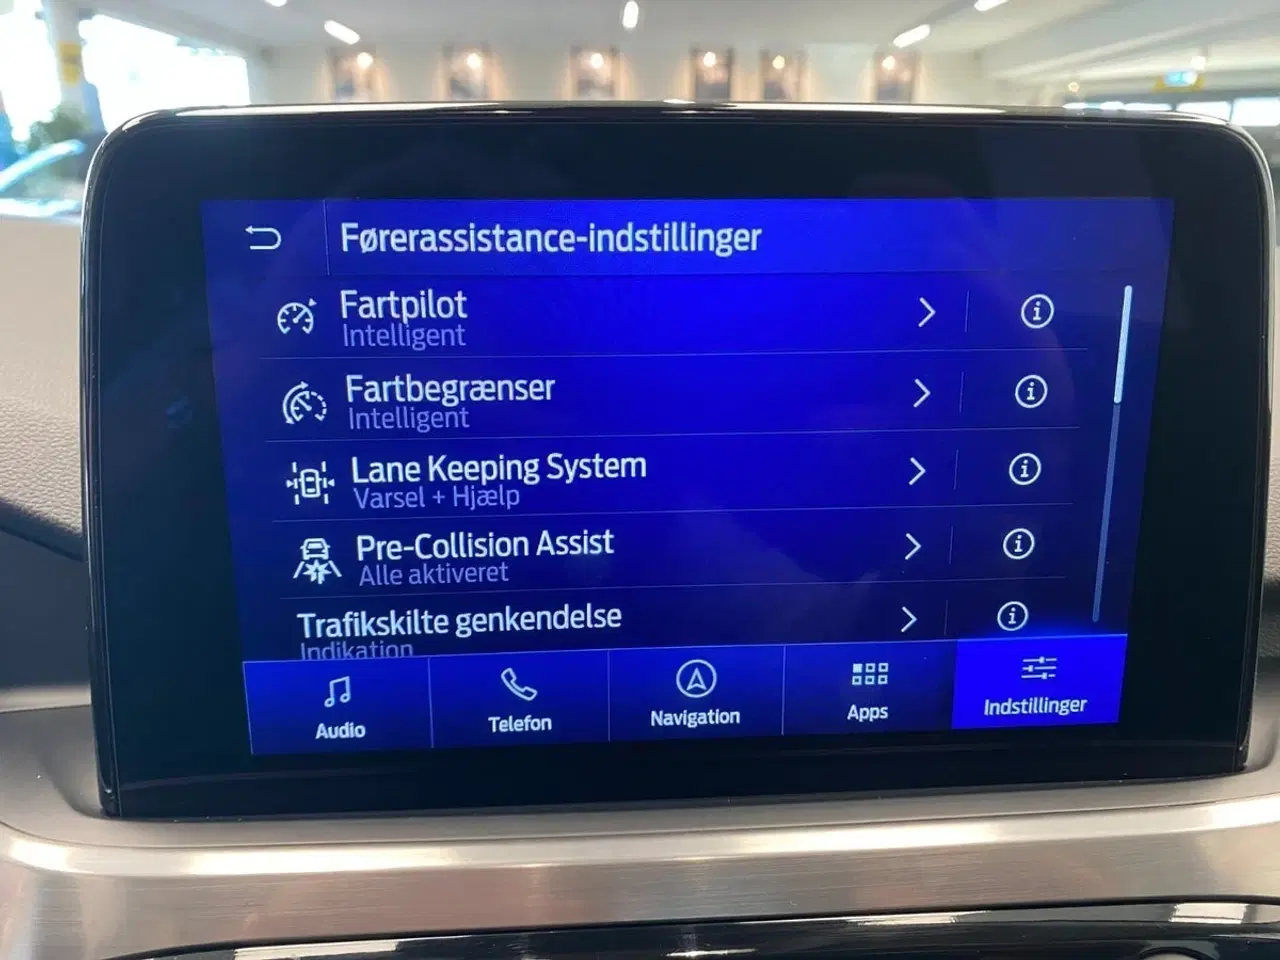 Førerassistance-indstillinger
Fartpilot
Intelligent
Fartbegrænser
Intelligent
Lane Keeping System
Varsel + Hjælp
Pre-Collision Assist
Alle aktiveret
Trafikskilte genkendelse
Indikation
Audio
Telefon
Navigation
Apps
Indstillinger